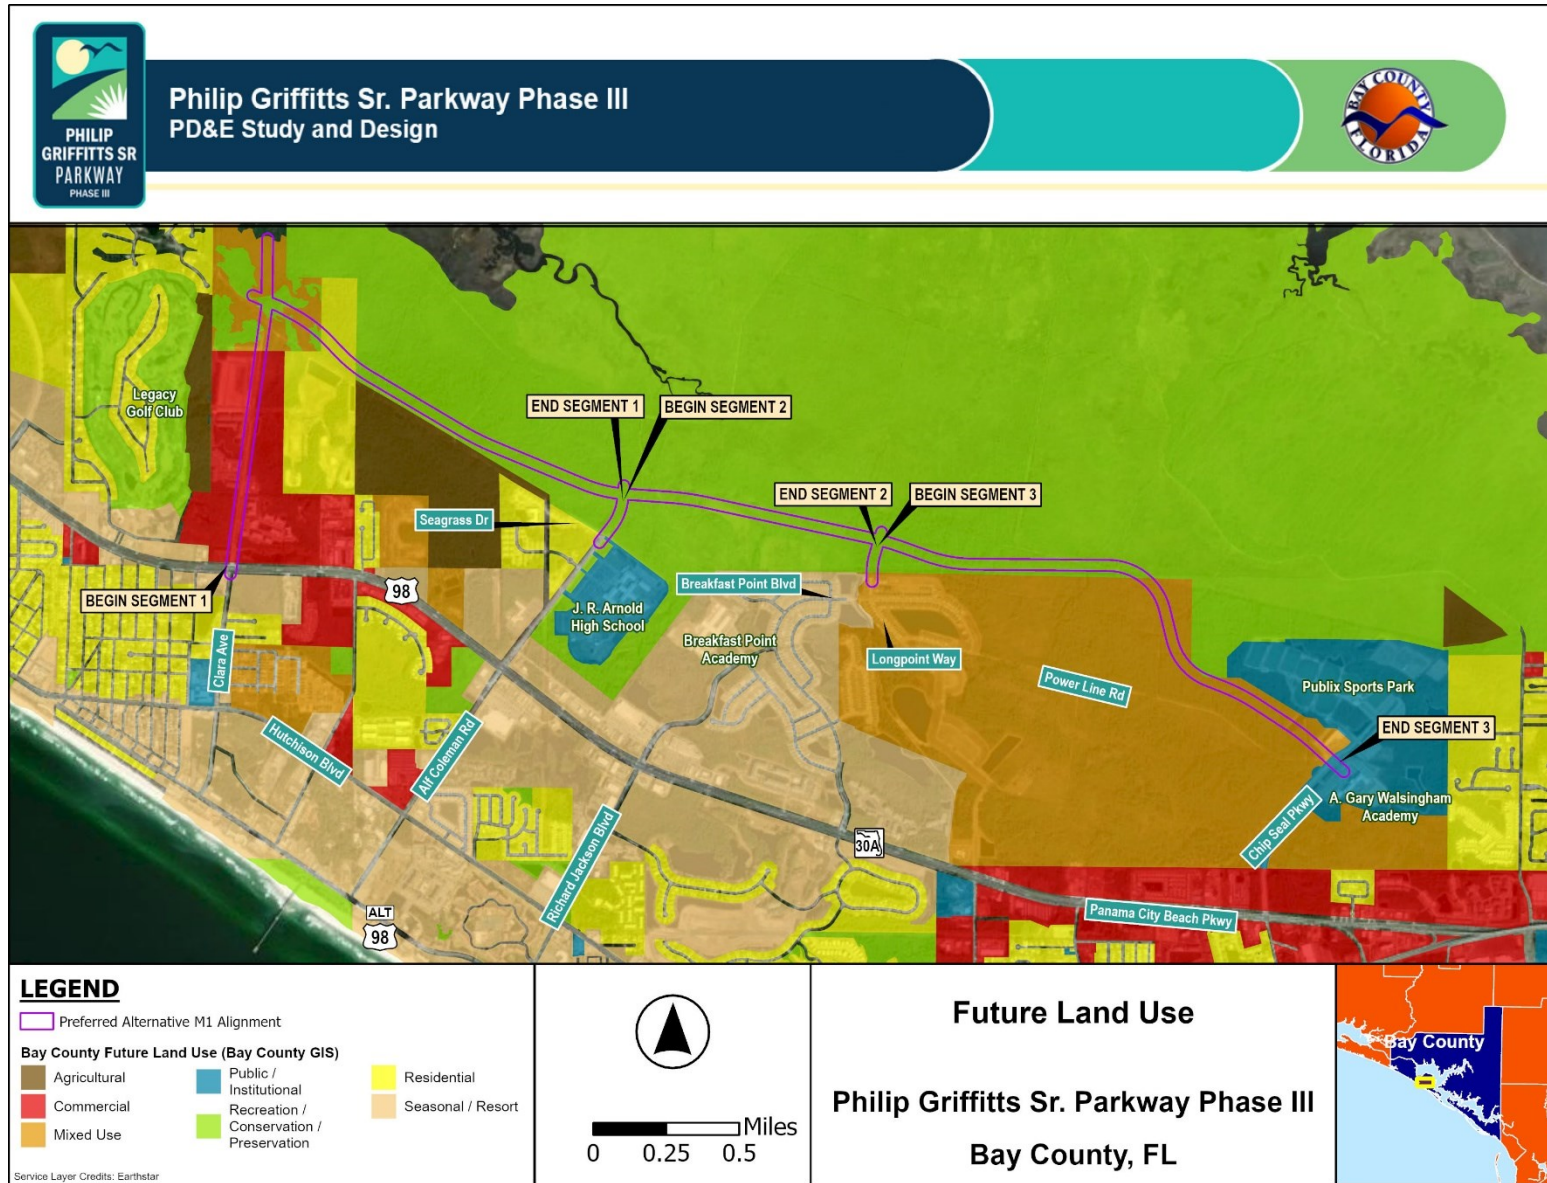 PHILIP
GRIFFITTS SR
PARKWAY
PHASE III
Philip Griffitts Sr. Parkway Phase III
PD&E Study and Design
BAY COUNTY
FLORIDA
Legacy
Golf Club
END SEGMENT 1
BEGIN SEGMENT 2
END SEGMENT 2
BEGIN SEGMENT 3
Seagrass Dr
BEGIN SEGMENT 1
98
J. R. Arnold
High School
Breakfast Point Blvd
Breakfast Point
Academy
Longpoint Way
Clara Ave
Power Line Rd
Publix Sports Park
END SEGMENT 3
Hutchison Blvd
Alf Coleman Rd
Richard Jackson Blvd
30A
Chip Seal Pkwy
A. Gary Walsingham
Academy
ALT
98
Panama City Beach Pkwy
LEGEND
Preferred Alternative M1 Alignment
Bay County Future Land Use (Bay County GIS)
Agricultural
Commercial
Mixed Use
Public /
Institutional
Recreation /
Conservation /
Preservation
Residential
Seasonal / Resort
Service Layer Credits: Earthstar
Miles
0 0.25 0.5
Future Land Use
Philip Griffitts Sr. Parkway Phase III
Bay County, FL
Bay County